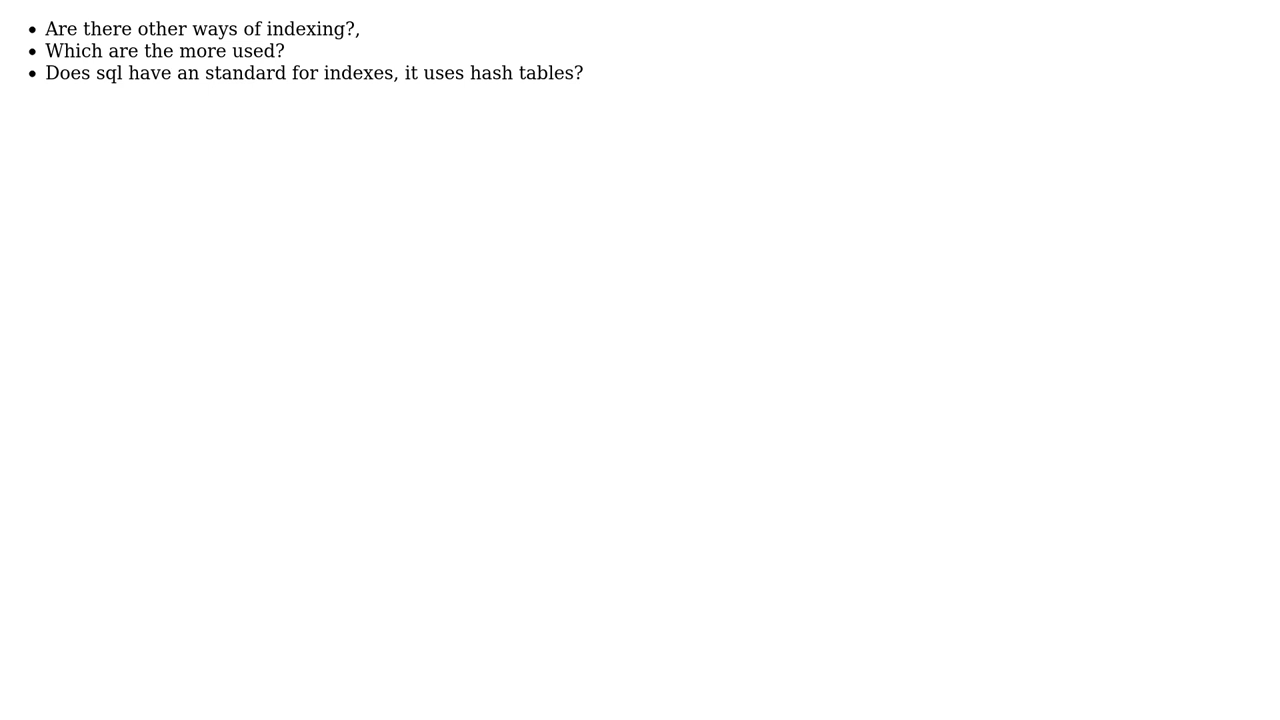 • Are there other ways of indexing?,
• Which are the more used?
• Does sql have an standard for indexes, it uses hash tables?